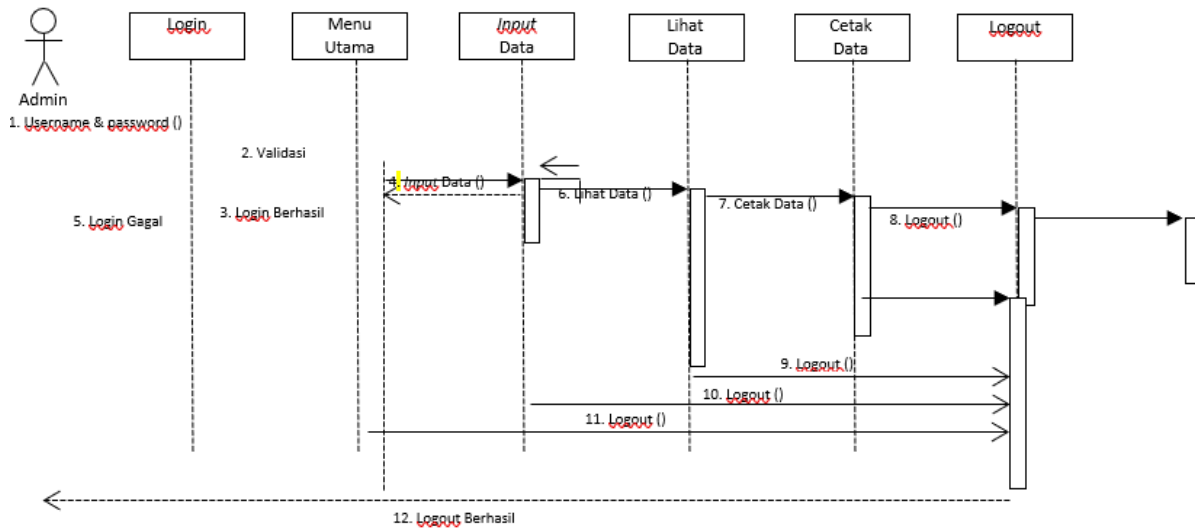 Login
Menu
Utama
Input
Data
Lihat
Data
Cetak
Data
Logout
Admin
1. Username & password ()
2. Validasi
4. Input Data ()
6. Lihat Data ()
7. Cetak Data ()
3. Login Berhasil
5. Login Gagal
8. Logout ()
9. Logout ()
10. Logout ()
11. Logout ()
12. Logout Berhasil